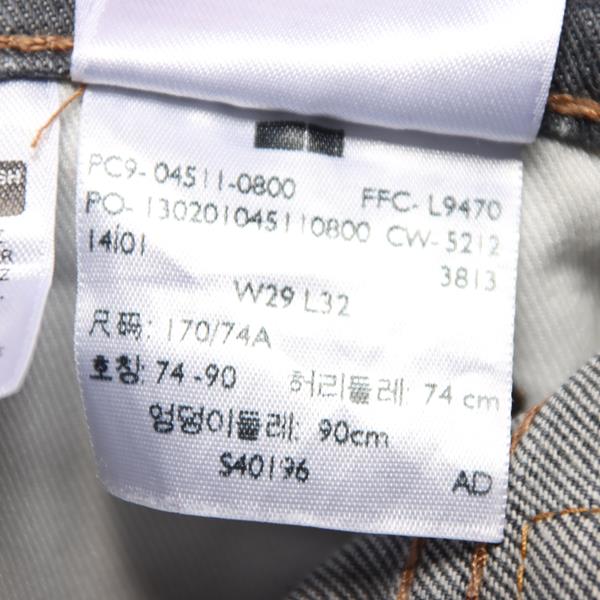 PC9- 04511-0800 FFC- L9470
PO- 130201045110800 CW- 5212
14/01 3813
W29 L32
尺码: 170/74A
호칭: 74 -90 허리둘레: 74 cm
엉덩이둘레: 90cm
S40196 AD